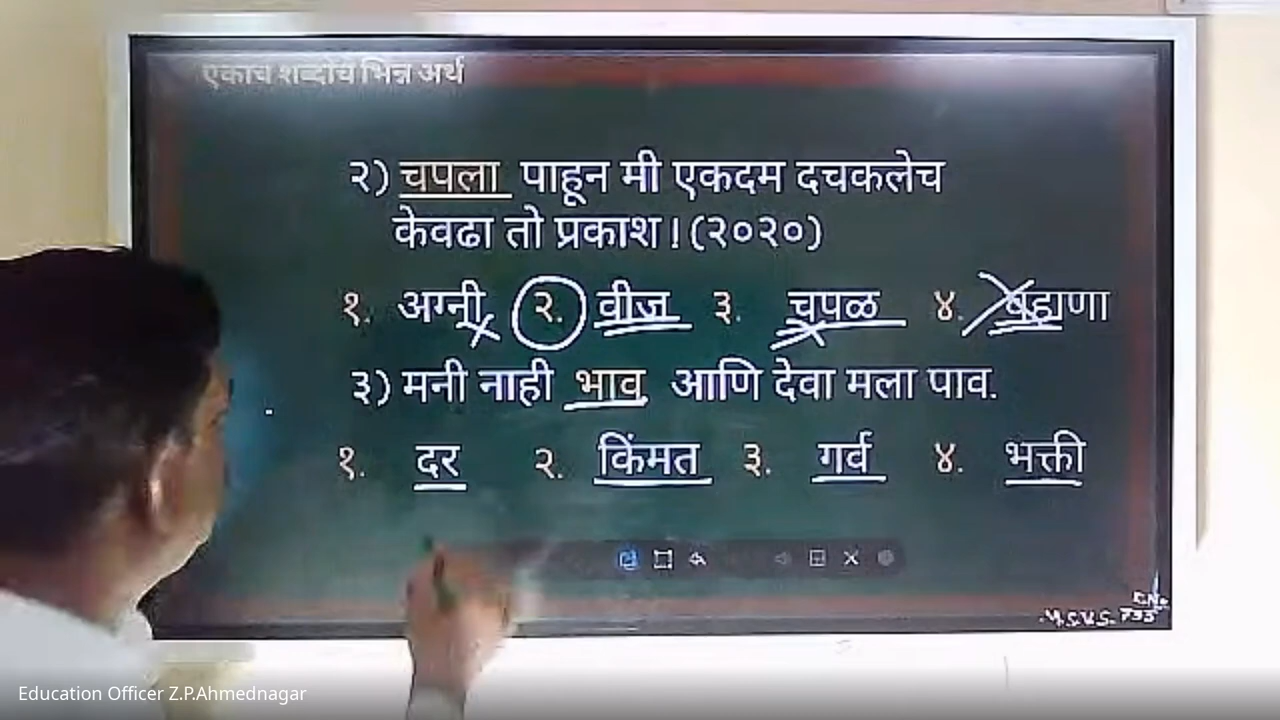 एकाच शब्दांचे भिन्न अर्थ
२) चपला पाहून मी एकदम दचकलेच
केवढा तो प्रकाश ! (२०२०)
१. अग्नी २. वीज ३. चपळ ४. वहाणा
३) मनी नाही भाव आणि देवा मला पाव.
१. दर २. किंमत ३. गर्व ४. भक्ती
M.S.V.S. 735
Education Officer Z.P.Ahmednagar